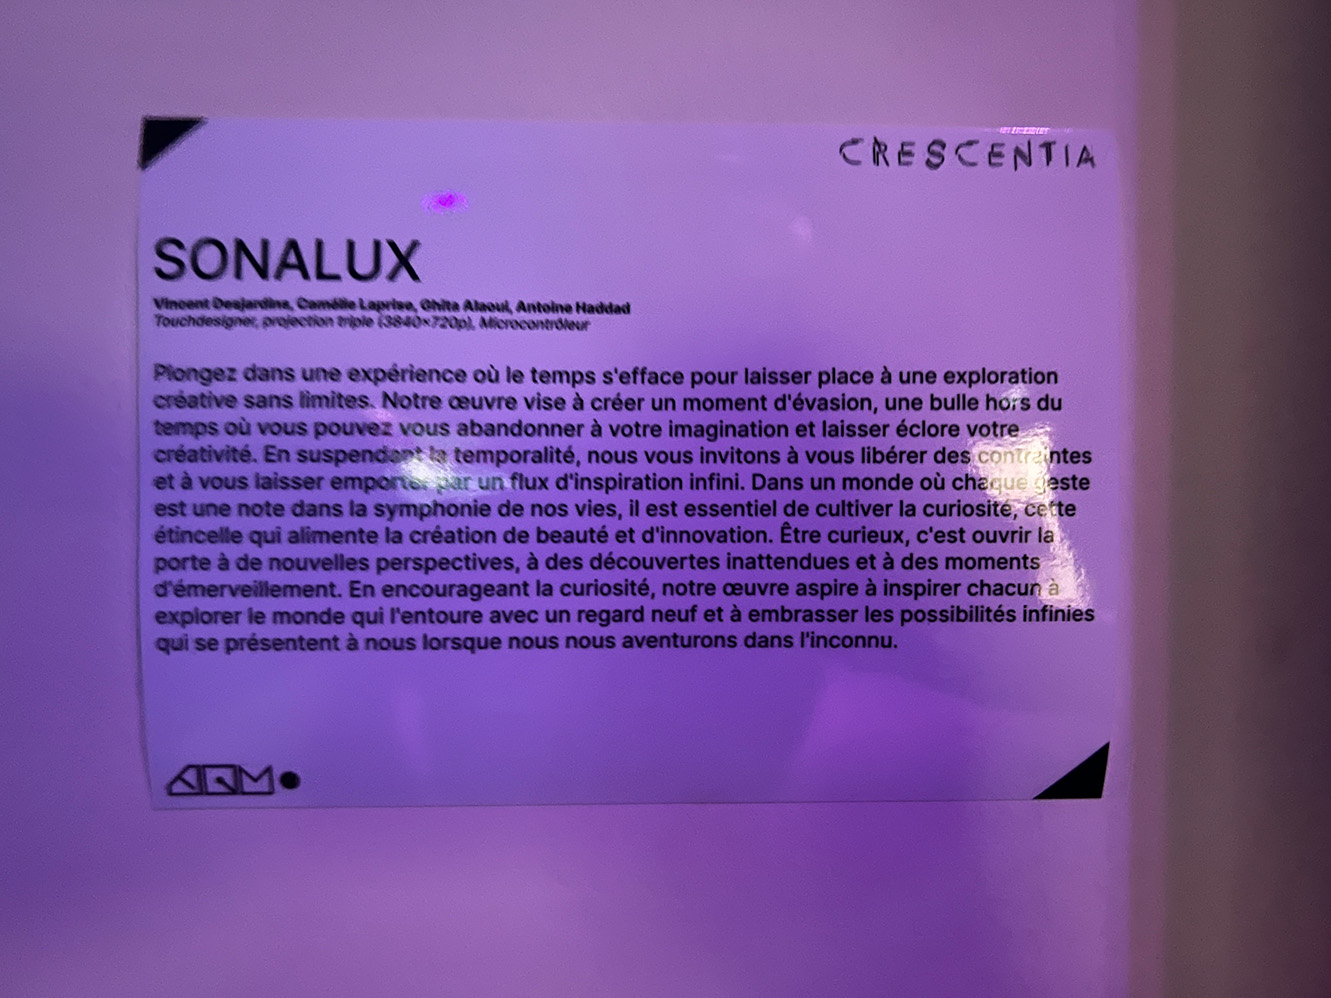 CRESCENTIA
SONALUX
Vincent Desjardins, Camélie Laprise, Ghita Alaoui, Antoine Haddad
Touchdesigner, projection triple (3840x720p), Microcontrôleur
Plongez dans une expérience où le temps s'efface pour laisser place à une exploration
créative sans limites. Notre œuvre vise à créer un moment d'évasion, une bulle hors du
temps où vous pouvez vous abandonner à votre imagination et laisser éclore votre
créativité. En suspendant la temporalité, nous vous invitons à vous libérer des contraintes
et à vous laisser emporter par un flux d'inspiration infini. Dans un monde où chaque geste
est une note dans la symphonie de nos vies, il est essentiel de cultiver la curiosité, cette
étincelle qui alimente la création de beauté et d'innovation. Être curieux, c'est ouvrir la
porte à de nouvelles perspectives, à des découvertes inattendues et à des moments
d'émerveillement. En encourageant la curiosité, notre œuvre aspire à inspirer chacun à
explorer le monde qui l'entoure avec un regard neuf et à embrasser les possibilités infinies
qui se présentent à nous lorsque nous nous aventurons dans l'inconnu.